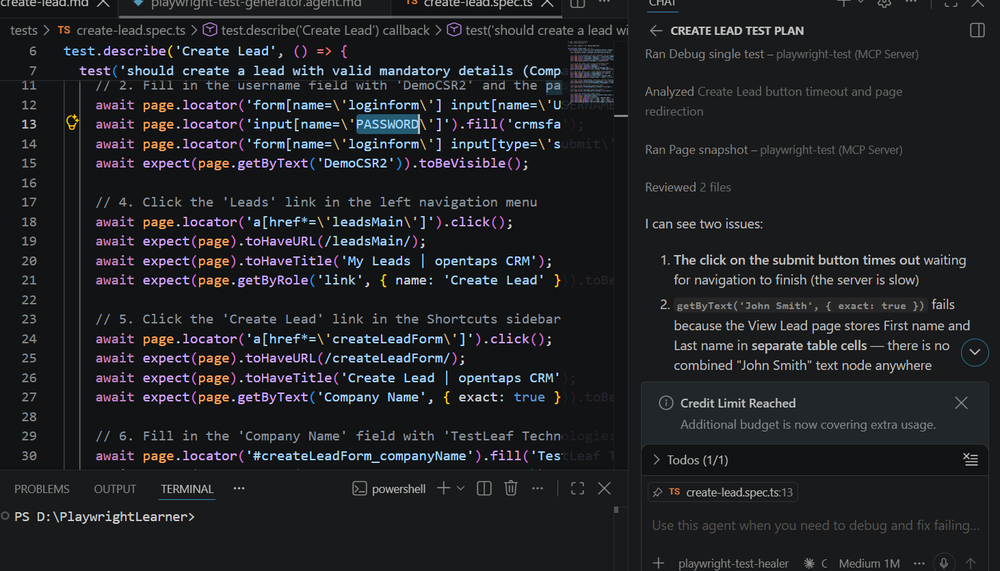 create-lead.md
playwright-test-generator.agent.md
TS create-lead.spec.ts
tests > TS create-lead.spec.ts > test.describe('Create Lead') callback > test('should create a lead wi
6 test.describe('Create Lead', () => {
7 test('should create a lead with valid mandatory details (Comp
11 // 2. Fill in the username field with 'DemoCSR2' and the pa
12 await page.locator('form[name=\'loginform\'] input[name=\'USERNAME
13 await page.locator('input[name=\'PASSWORD\']').fill('crmsfa');
14 await page.locator('form[name=\'loginform\'] input[type=\'submit\'
15 await expect(page.getByText('DemoCSR2')).toBeVisible();
16
17 // 4. Click the 'Leads' link in the left navigation menu
18 await page.locator('a[href*=\'leadsMain\']').click();
19 await expect(page).toHaveURL(/leadsMain/);
20 await expect(page).toHaveTitle('My Leads | opentaps CRM');
21 await expect(page.getByRole('link', { name: 'Create Lead' })).toBe
22
23 // 5. Click the 'Create Lead' link in the Shortcuts sidebar
24 await page.locator('a[href*=\'createLeadForm\']').click();
25 await expect(page).toHaveURL(/createLeadForm/);
26 await expect(page).toHaveTitle('Create Lead | opentaps CRM');
27 await expect(page.getByText('Company Name', { exact: true })).toBe
28
29 // 6. Fill in the 'Company Name' field with 'TestLeaf Technologies
30 await page.locator('#createLeadForm_companyName').fill('TestLeaf T
PROBLEMS OUTPUT TERMINAL ••• powershell
PS D:\PlaywrightLearner>
CHAT
CREATE LEAD TEST PLAN
Ran Debug single test – playwright-test (MCP Server)
Analyzed Create Lead button timeout and page
redirection
Ran Page snapshot – playwright-test (MCP Server)
Reviewed 2 files
I can see two issues:
1. The click on the submit button times out waiting
for navigation to finish (the server is slow)
2. getByText('John Smith', { exact: true }) fails
because the View Lead page stores First name and
Last name in separate table cells — there is no
combined "John Smith" text node anywhere
Credit Limit Reached
Additional budget is now covering extra usage.
Todos (1/1)
TS create-lead.spec.ts:13
Use this agent when you need to debug and fix failing...
playwright-test-healer C Medium 1M •••